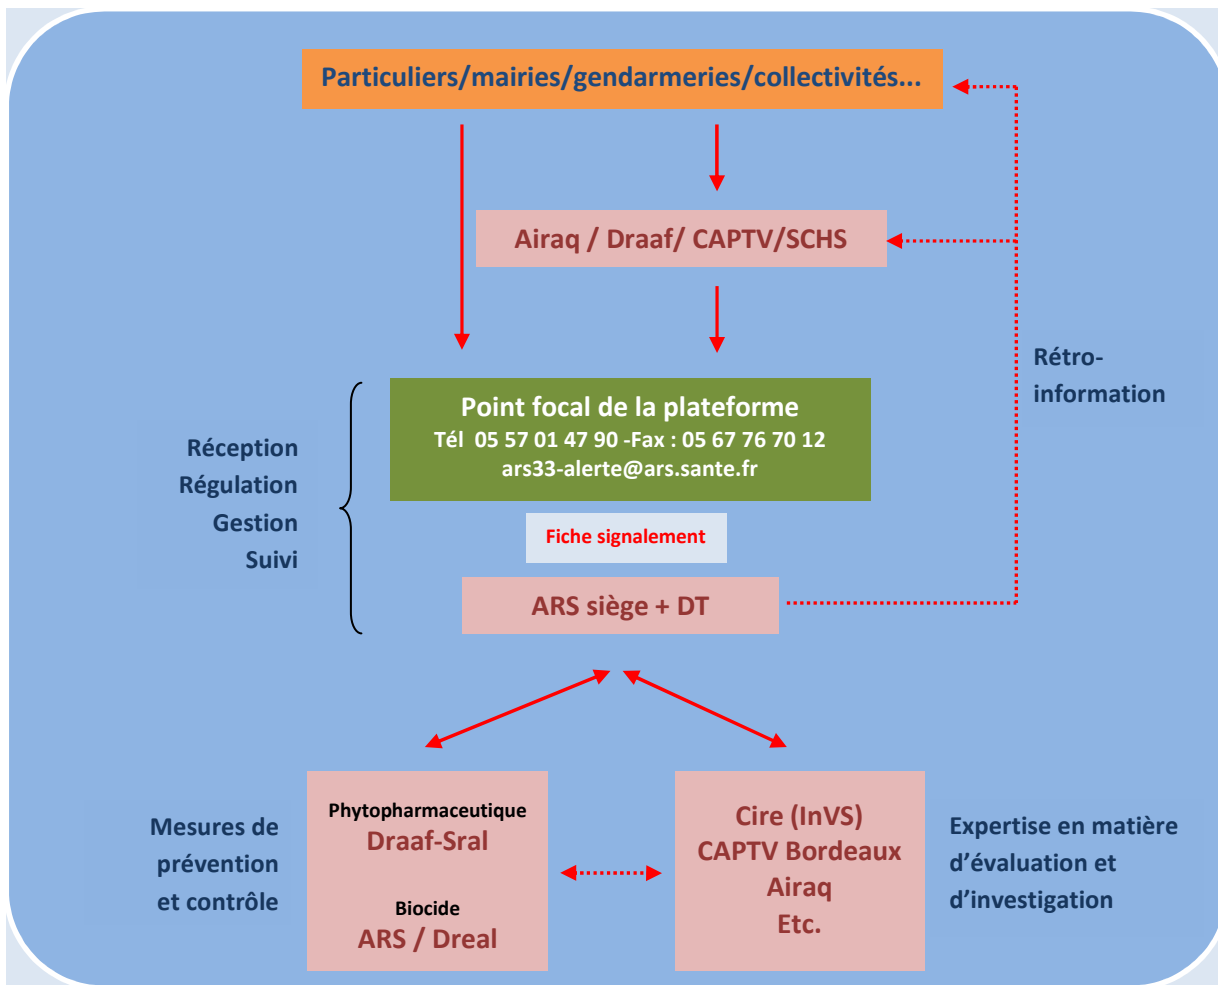 Particuliers/mairies/gendarmeries/collectivités...
Airaq / Draaf/ CAPTV/SCHS
Rétro-
information
Point focal de la plateforme
Tél  05 57 01 47 90 -Fax : 05 67 76 70 12
ars33-alerte@ars.sante.fr
Réception
Régulation
Gestion
Suivi
Fiche signalement
ARS siège + DT
Mesures de
prévention
et contrôle
Phytopharmaceutique
Draaf-Sral
Biocide
ARS / Dreal
Cire (InVS)
CAPTV Bordeaux
Airaq
Etc.
Expertise en matière
d’évaluation et
d’investigation